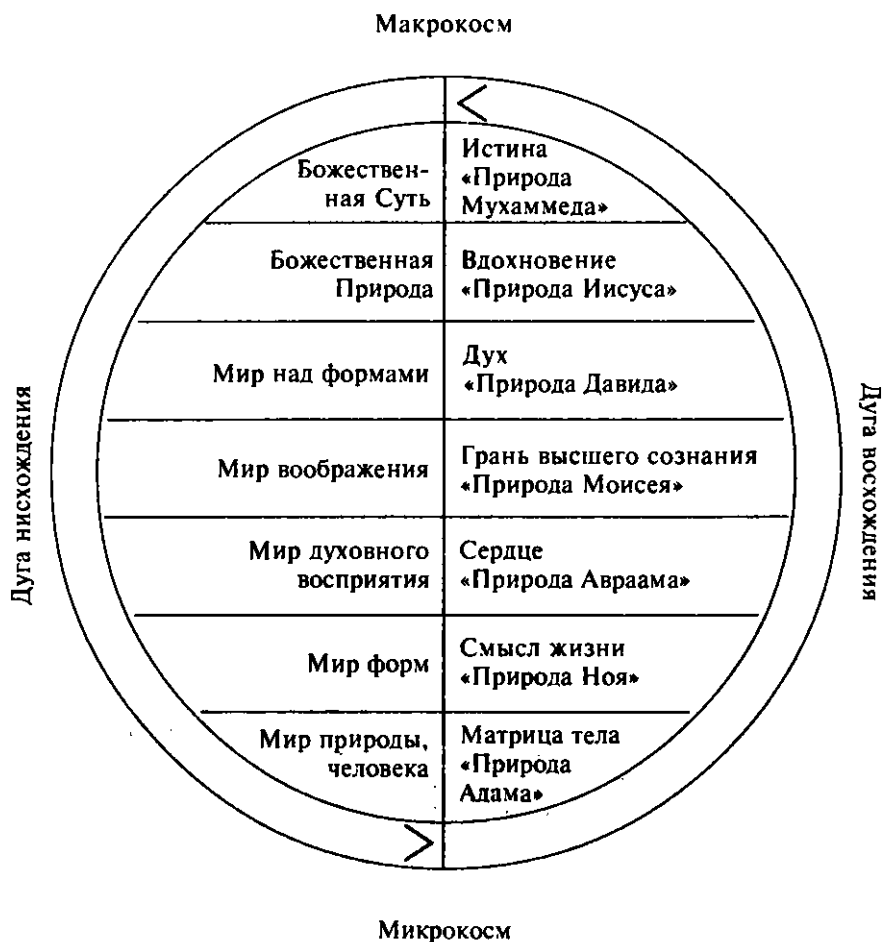 Макрокосм
Божествен-
ная Суть
Истина
«Природа
Мухаммеда»
Божественная
Природа
Вдохновение
«Природа Иисуса»
Мир над формами
Дух
«Природа Давида»
Мир воображения
Грань высшего сознания
«Природа Моисея»
Мир духовного
восприятия
Сердце
«Природа Авраама»
Мир форм
Смысл жизни
«Природа Ноя»
Мир природы,
человека
Матрица тела
«Природа
Адама»
Дуга нисхождения
Дуга восхождения
Микрокосм